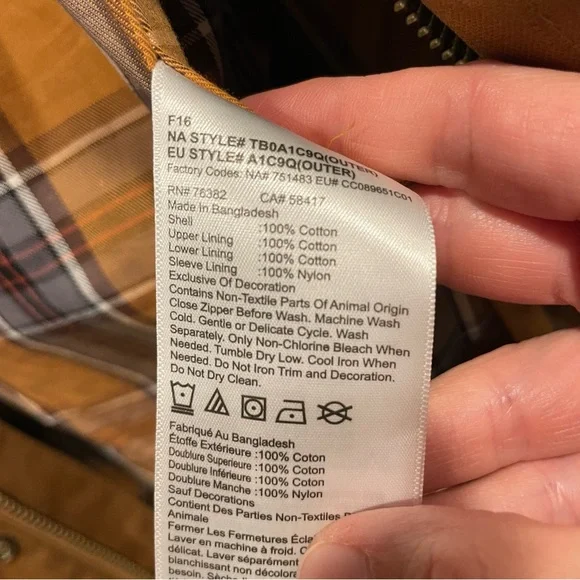 F16
NA STYLE# TB0A1C9Q(OUTER)
EU STYLE# A1C9Q(OUTER)
Factory Codes: NA# 751483 EU# CC089651C01
RN# 76382 CA# 58417
Made In Bangladesh
Shell :100% Cotton
Upper Lining :100% Cotton
Lower Lining :100% Cotton
Sleeve Lining :100% Nylon
Exclusive Of Decoration
Contains Non-Textile Parts Of Animal Origin
Close Zipper Before Wash. Machine Wash
Cold. Gentle or Delicate Cycle. Wash
Separately. Only Non-Chlorine Bleach When
Needed. Tumble Dry Low. Cool Iron When
Needed. Do Not Iron Trim and Decoration.
Do Not Dry Clean.
Fabriqué Au Bangladesh
Étoffe Extérieure :100% Coton
Doublure Superieure :100% Coton
Doublure Inférieure :100% Coton
Doublure Manche :100% Nylon
Sauf Decorations
Contient Des Parties Non-Textiles
Animale
Fermer Les Fermetures
Laver en machine à froid.
délicat. Laver séparément
blanchissant non
besoin.